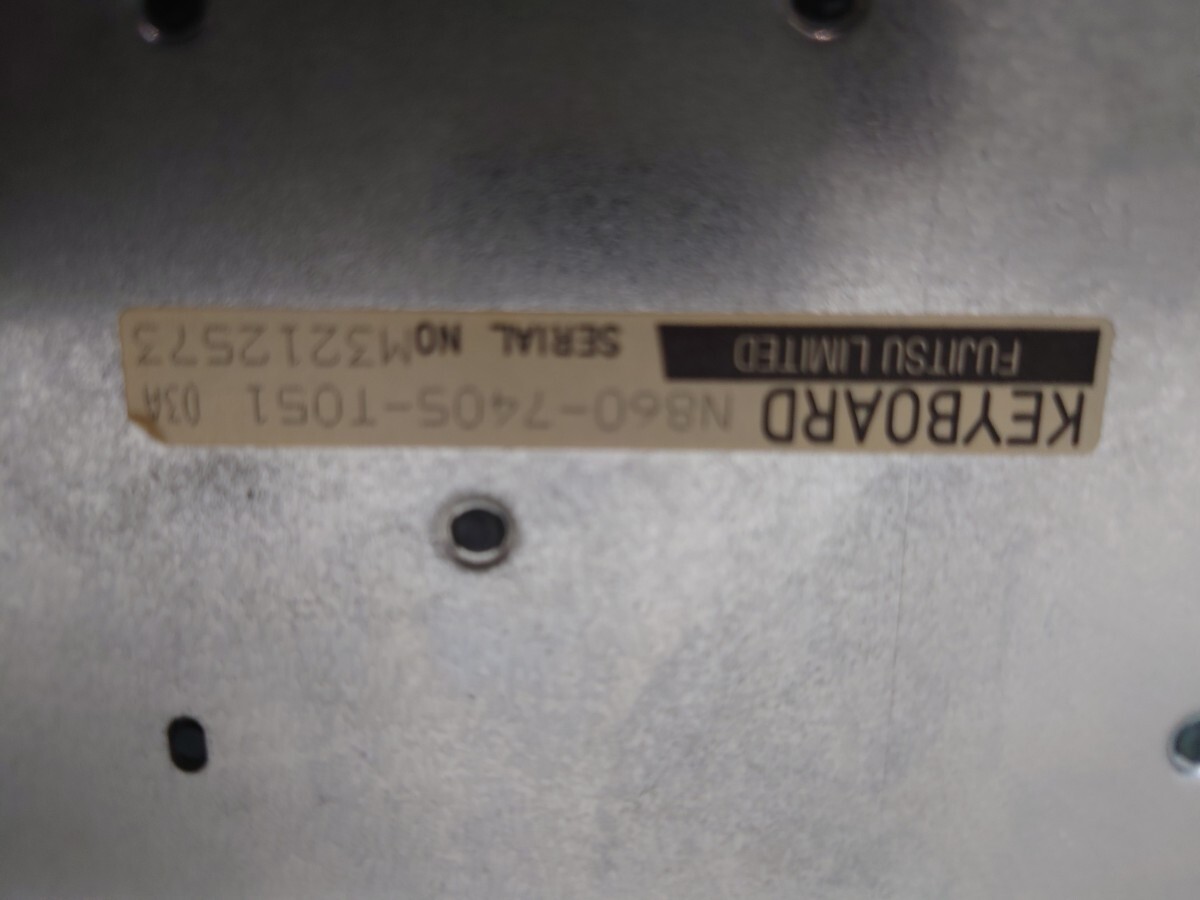 KEYBOARD N860-7405-T051 03A
FUJITSU LIMITED SERIAL NO M3212573